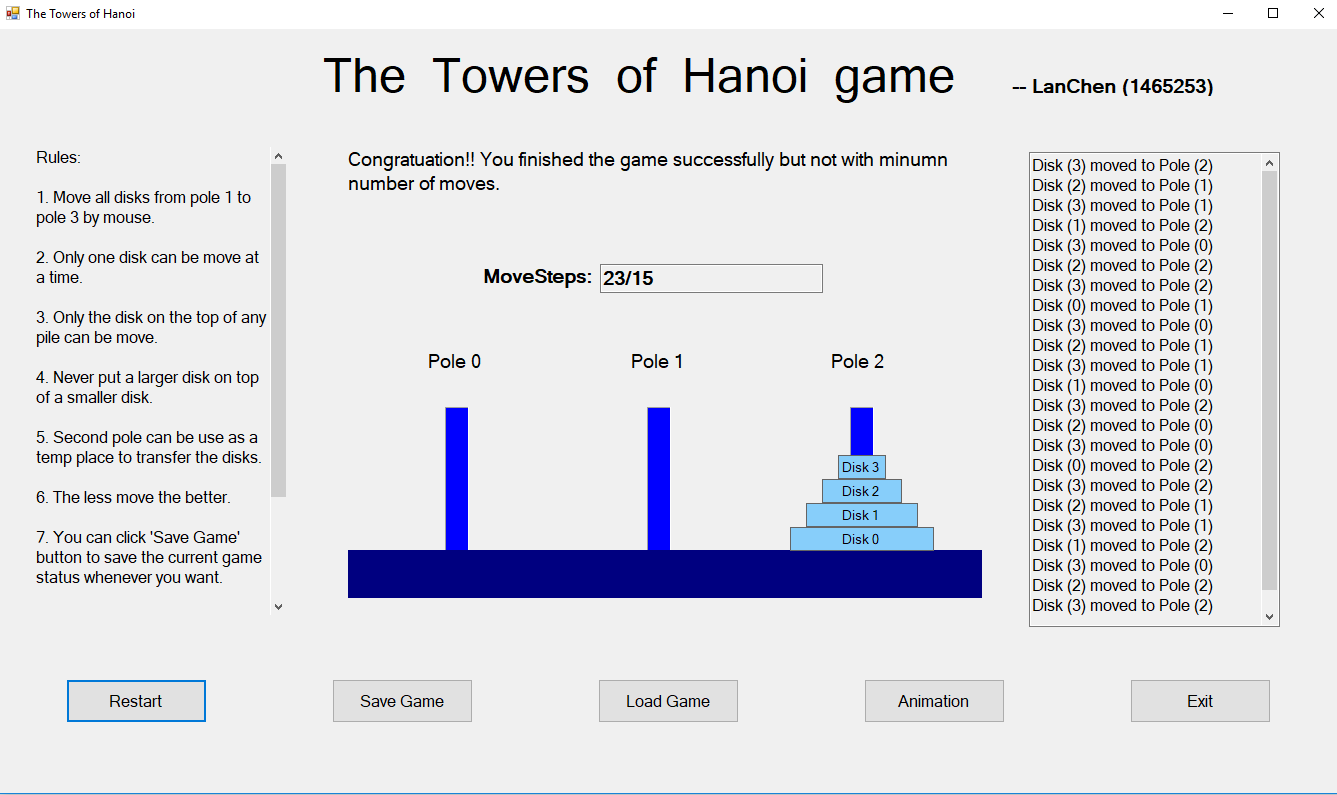 The Towers of Hanoi
The Towers of Hanoi game
-- LanChen (1465253)
Rules:
1. Move all disks from pole 1 to
pole 3 by mouse.
2. Only one disk can be move at
a time.
3. Only the disk on the top of any
pile can be move.
4. Never put a larger disk on top
of a smaller disk.
5. Second pole can be use as a
temp place to transfer the disks.
6. The less move the better.
7. You can click 'Save Game'
button to save the current game
status whenever you want.
Congratuation!! You finished the game successfully but not with minumn
number of moves.
MoveSteps: 23/15
Pole 0
Pole 1
Pole 2
Disk 3
Disk 2
Disk 1
Disk 0
Disk (3) moved to Pole (2)
Disk (2) moved to Pole (1)
Disk (3) moved to Pole (1)
Disk (1) moved to Pole (2)
Disk (3) moved to Pole (0)
Disk (2) moved to Pole (2)
Disk (3) moved to Pole (2)
Disk (0) moved to Pole (1)
Disk (3) moved to Pole (0)
Disk (2) moved to Pole (1)
Disk (3) moved to Pole (1)
Disk (1) moved to Pole (0)
Disk (3) moved to Pole (2)
Disk (2) moved to Pole (0)
Disk (3) moved to Pole (0)
Disk (0) moved to Pole (2)
Disk (3) moved to Pole (2)
Disk (2) moved to Pole (1)
Disk (3) moved to Pole (1)
Disk (1) moved to Pole (2)
Disk (3) moved to Pole (0)
Disk (2) moved to Pole (2)
Disk (3) moved to Pole (2)
Restart
Save Game
Load Game
Animation
Exit